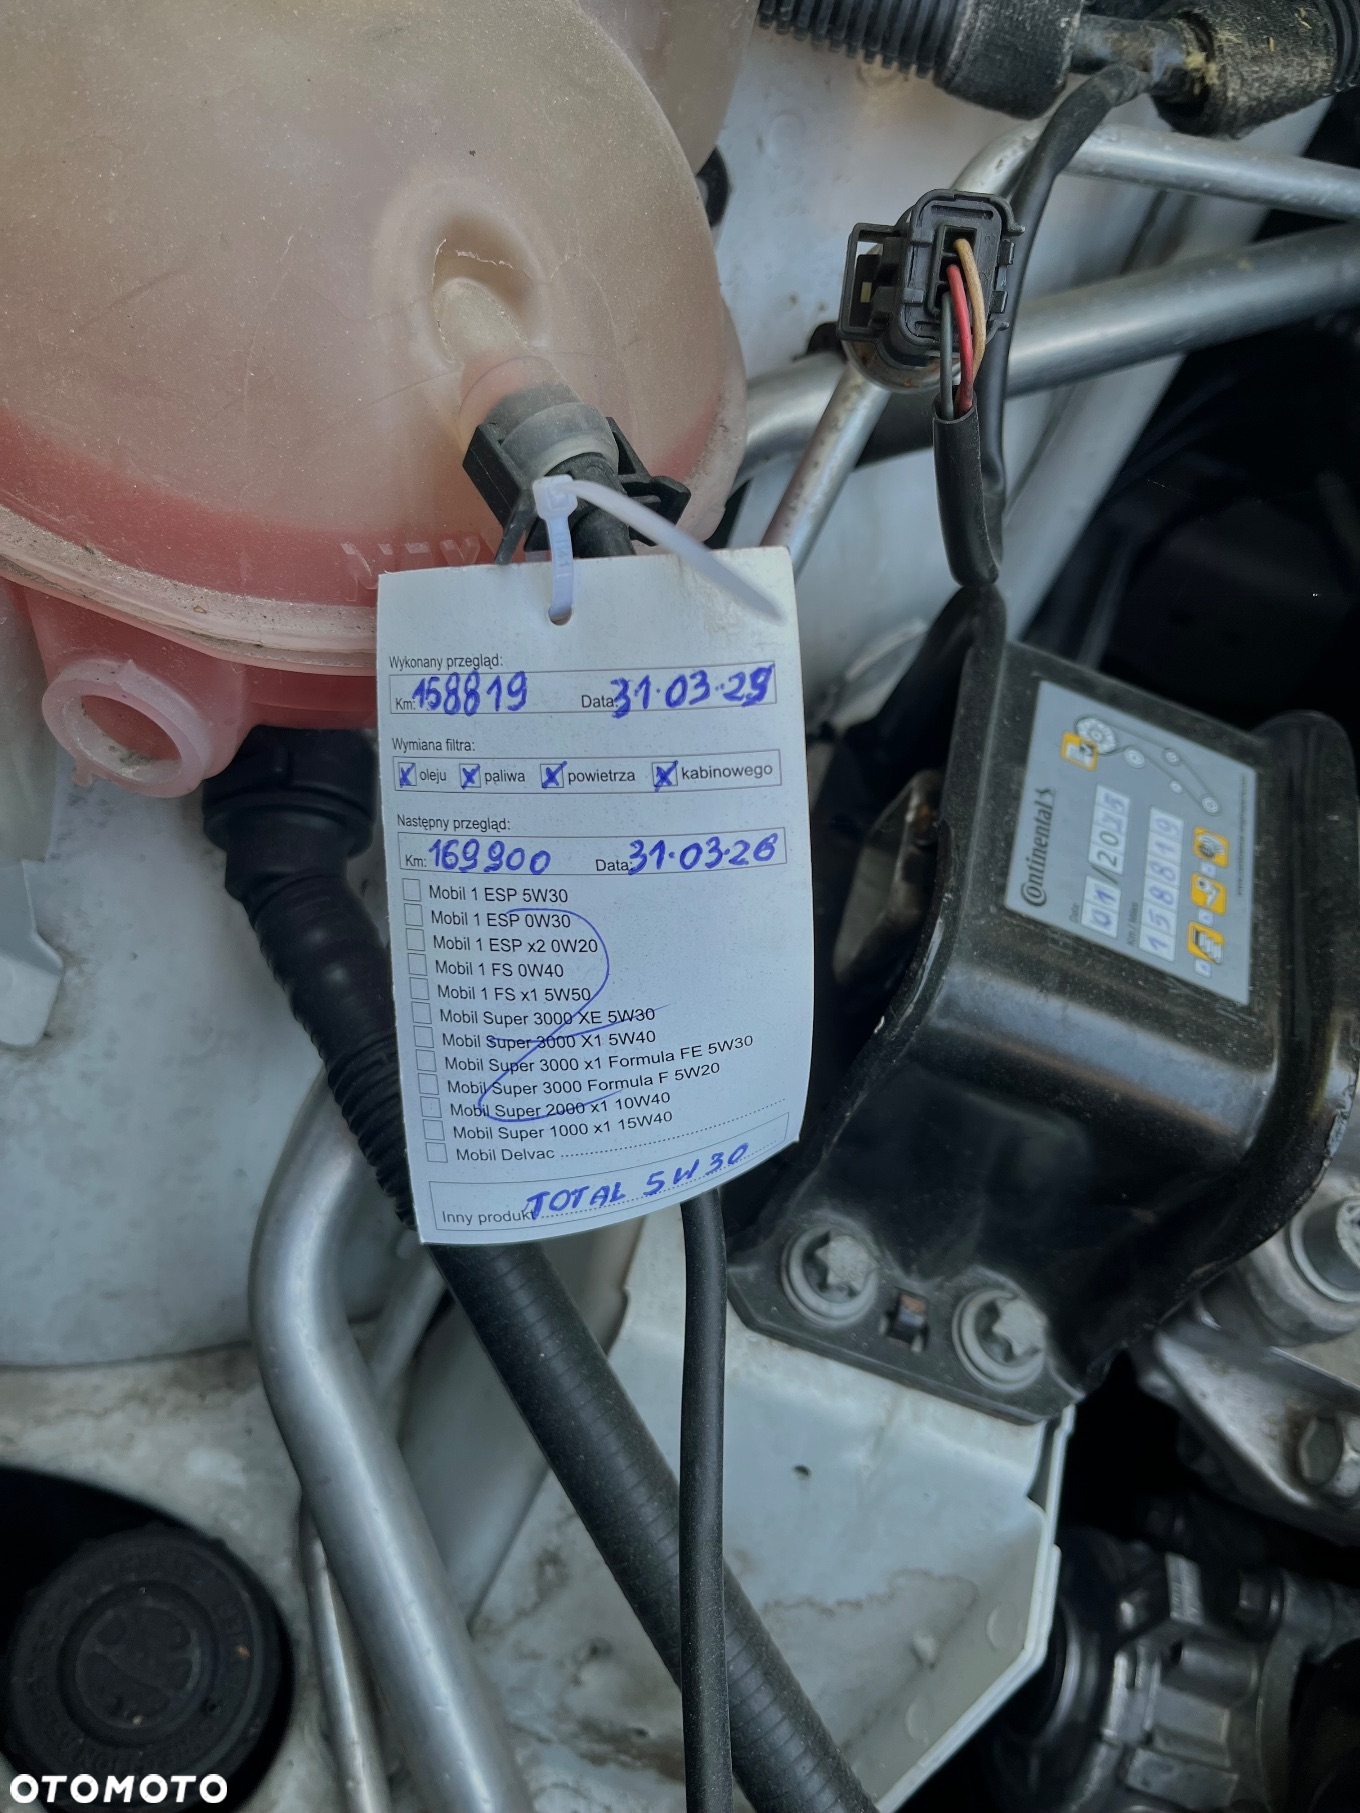 Wykonany przegląd:
Km: 158819 Data: 31.03.25
Wymiana filtra:
oleju paliwa powietrza kabinowego
Następny przegląd:
Km: 169900 Data: 31.03.26
Mobil 1 ESP 5W30
Mobil 1 ESP 0W30
Mobil 1 ESP x2 0W20
Mobil 1 FS 0W40
Mobil 1 FS x1 5W50
Mobil Super 3000 XE 5W30
Mobil Super 3000 X1 5W40
Mobil Super 3000 x1 Formula FE 5W30
Mobil Super 3000 Formula F 5W20
Mobil Super 2000 x1 10W40
Mobil Super 1000 x1 15W40
Mobil Delvac
Inny produkt TOTAL 5W30
Continental
Date
01/2025
Km / Miles
158819
OTOMOTO